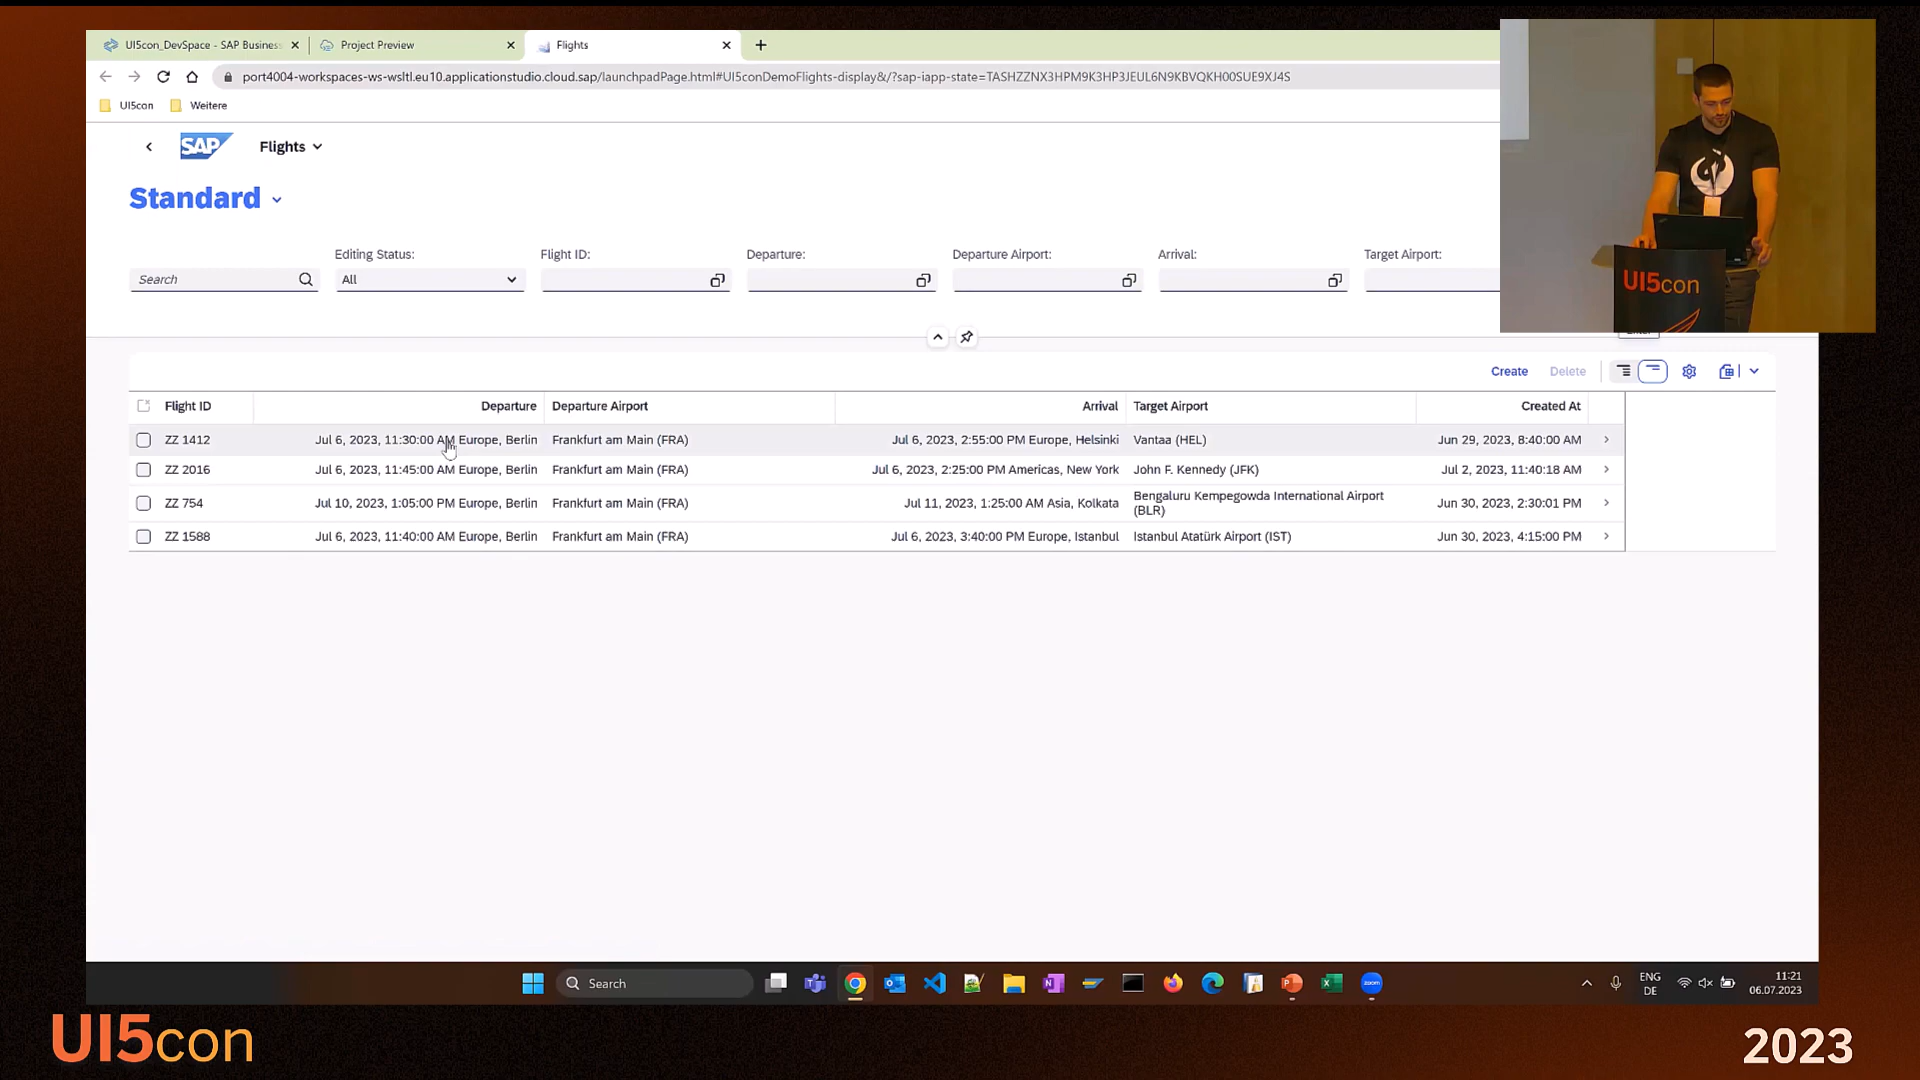 UI5con_DevSpace - SAP Busines
Project Preview
Flights
port4004-workspaces-ws-wsltl.eu10.applicationstudio.cloud.sap/launchpadPage.html#UI5conDemoFlights-display&/?sap-iapp-state=TASHZZNX3HPM9K3HP3JEUL6N9KBVQKH00SUE9XJ4S
UI5con Weitere
SAP Flights
Standard
Editing Status: Flight ID: Departure: Departure Airport: Arrival: Target Airport:
Search All
UI5con
Create Delete
Flight ID Departure Departure Airport Arrival Target Airport Created At
ZZ 1412 Jul 6, 2023, 11:30:00 AM Europe, Berlin Frankfurt am Main (FRA) Jul 6, 2023, 2:55:00 PM Europe, Helsinki Vantaa (HEL) Jun 29, 2023, 8:40:00 AM
ZZ 2016 Jul 6, 2023, 11:45:00 AM Europe, Berlin Frankfurt am Main (FRA) Jul 6, 2023, 2:25:00 PM Americas, New York John F. Kennedy (JFK) Jul 2, 2023, 11:40:18 AM
ZZ 754 Jul 10, 2023, 1:05:00 PM Europe, Berlin Frankfurt am Main (FRA) Jul 11, 2023, 1:25:00 AM Asia, Kolkata Bengaluru Kempegowda International Airport
(BLR) Jun 30, 2023, 2:30:01 PM
ZZ 1588 Jul 6, 2023, 11:40:00 AM Europe, Berlin Frankfurt am Main (FRA) Jul 6, 2023, 3:40:00 PM Europe, Istanbul Istanbul Atatürk Airport (IST) Jun 30, 2023, 4:15:00 PM
Search
zoom
ENG
DE
11:21
06.07.2023
UI5con
2023